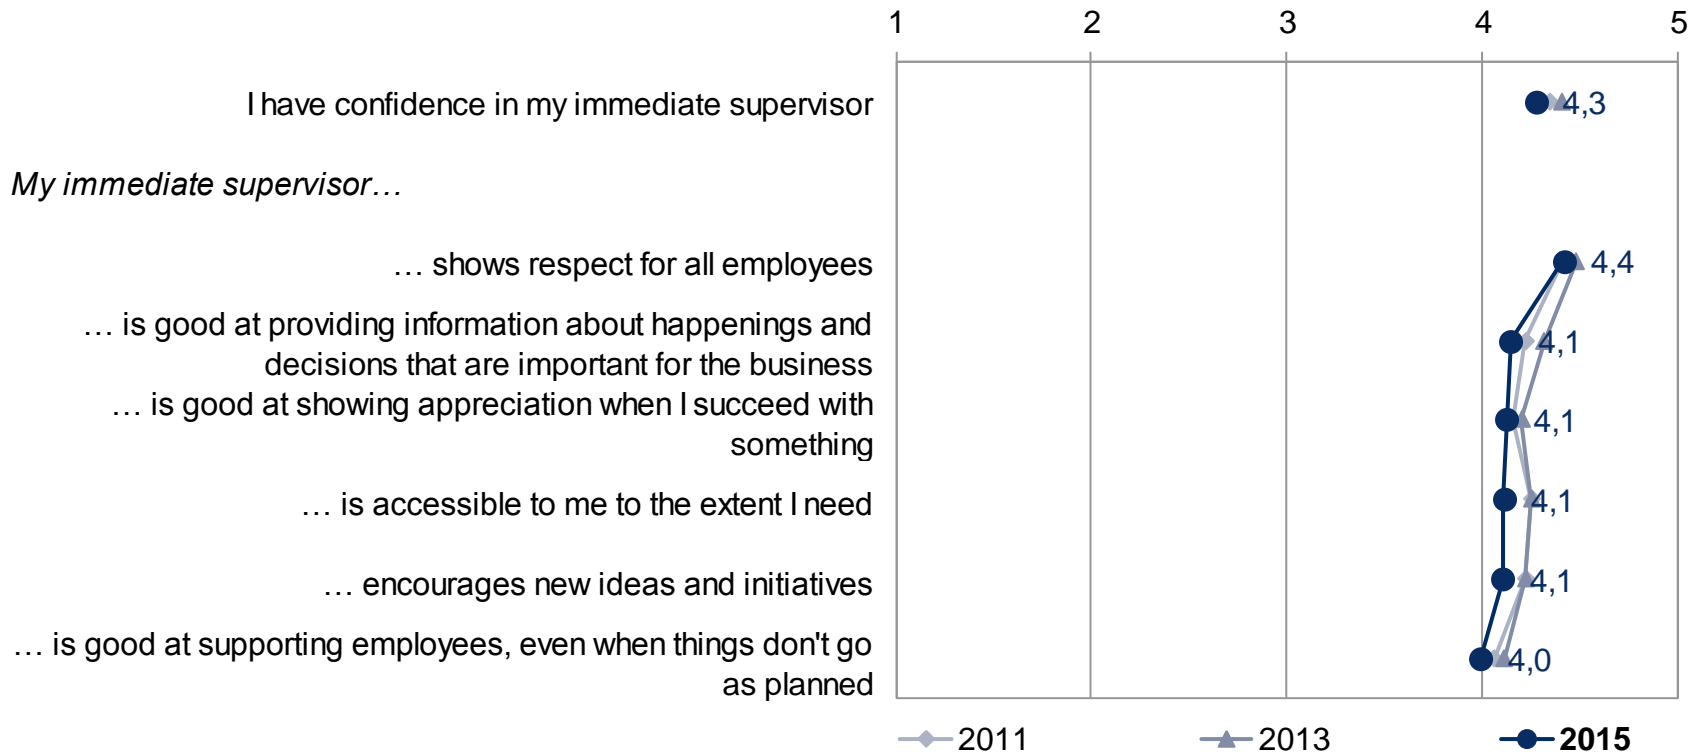 1 2 3 4 5
I have confidence in my immediate supervisor
4,3
My immediate supervisor…
… shows respect for all employees
4,4
… is good at providing information about happenings and
decisions that are important for the business
4,1
… is good at showing appreciation when I succeed with
something
4,1
… is accessible to me to the extent I need
4,1
… encourages new ideas and initiatives
4,1
… is good at supporting employees, even when things don't go
as planned
4,0
2011 2013 2015